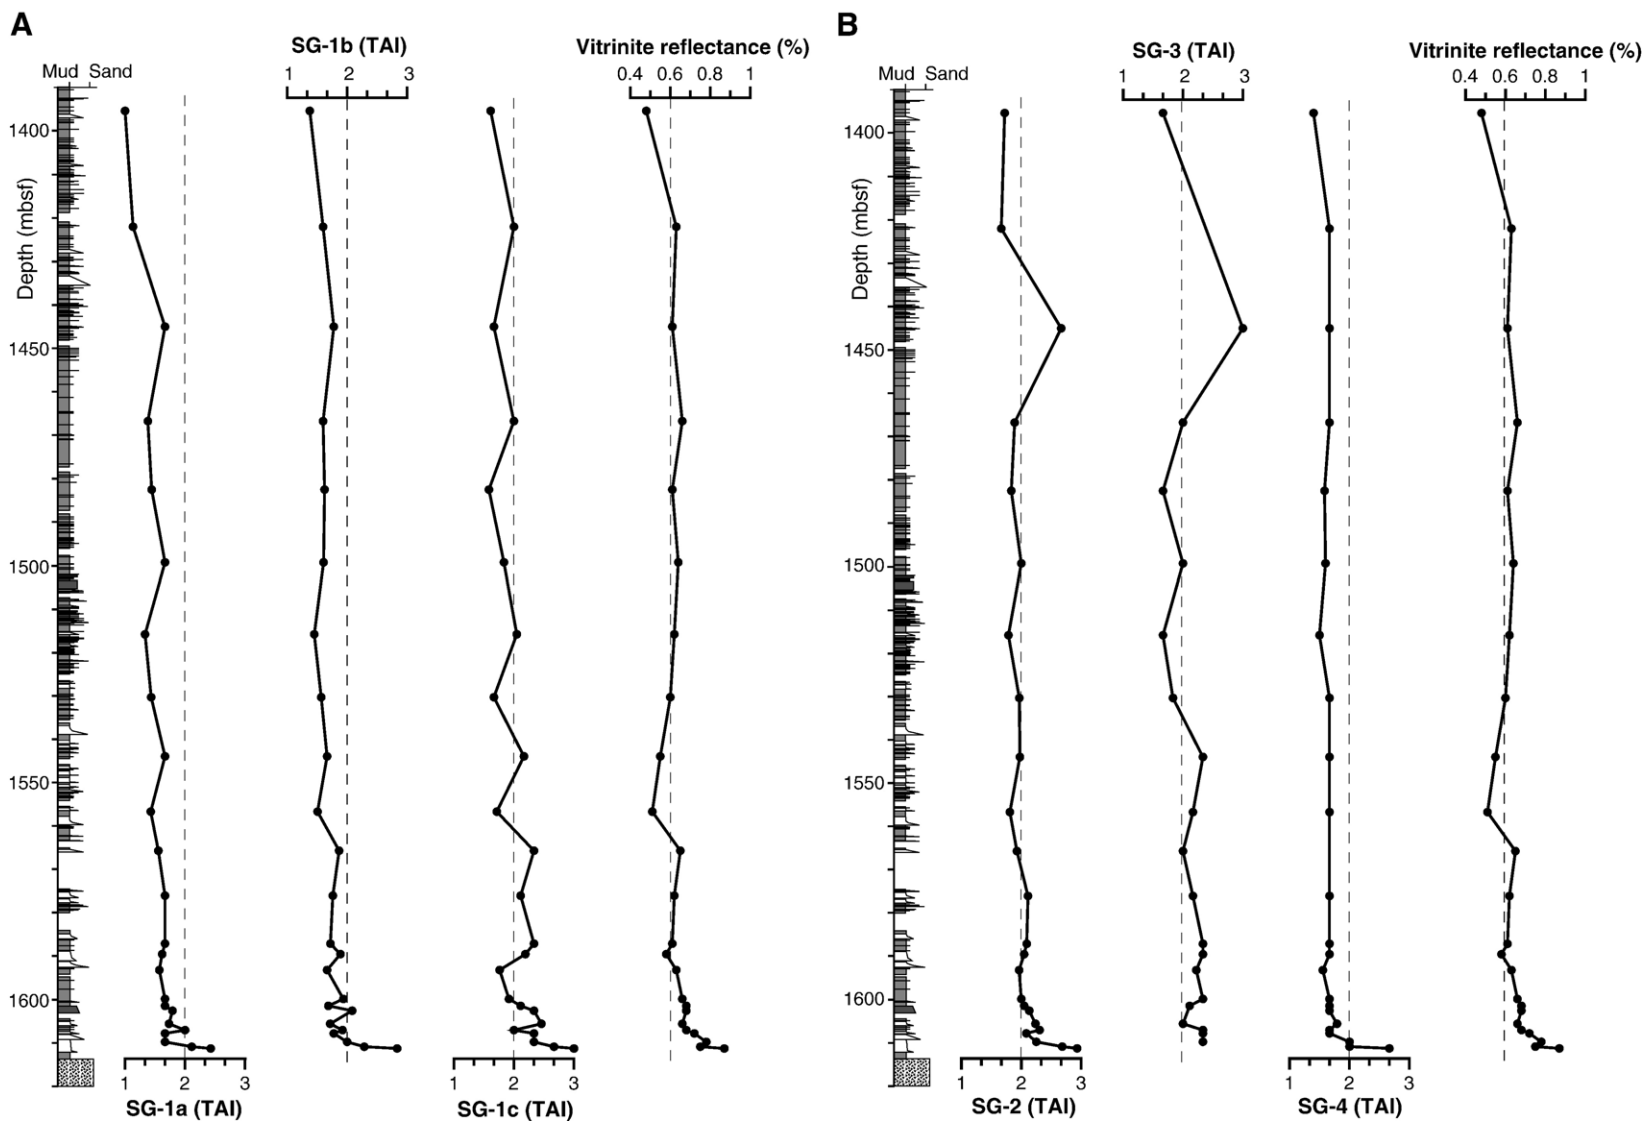 A
SG-1b (TAI)
Vitrinite reflectance (%)
Mud Sand
1 2 3
0.4 0.6 0.8 1
Depth (mbsf)
1400
1450
1500
1550
1600
1 2 3
SG-1a (TAI)
1 2 3
SG-1c (TAI)
B
SG-3 (TAI)
Vitrinite reflectance (%)
Mud Sand
1 2 3
0.4 0.6 0.8 1
Depth (mbsf)
1400
1450
1500
1550
1600
1 2 3
SG-2 (TAI)
1 2 3
SG-4 (TAI)